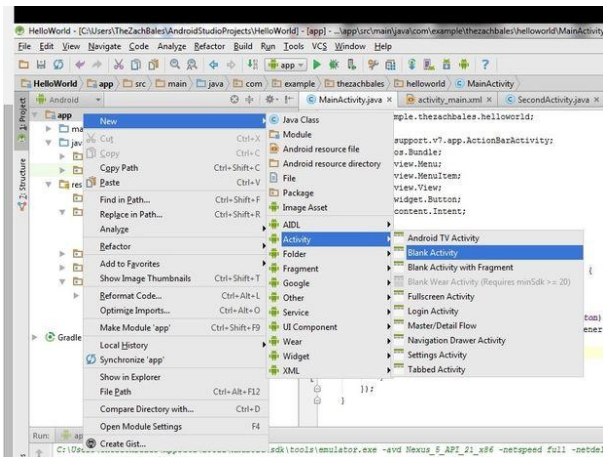 HelloWorld - [C:\Users\TheZachBales\AndroidStudioProjects\HelloWorld] - [app] - ...\app\src\main\java\com\example\thezachbales\helloworld\MainActivity
File Edit View Navigate Code Analyze Refactor Build Run Tools VCS Window Help
app
HelloWorld app src main java com example thezachbales helloworld MainActivity
Android
MainActivity.java activity_main.xml SecondActivity.java
1: Project
Structure
app
ma
jav
res
Gradle
New
Cut Ctrl+X
Copy Ctrl+C
Copy Path Ctrl+Shift+C
Paste Ctrl+V
Find in Path... Ctrl+Shift+F
Replace in Path... Ctrl+Shift+R
Analyze
Refactor
Add to Favorites
Show Image Thumbnails Ctrl+Shift+T
Reformat Code... Ctrl+Alt+L
Optimize Imports... Ctrl+Alt+O
Make Module 'app' Ctrl+Shift+F9
Local History
Synchronize 'app'
Show in Explorer
File Path Ctrl+Alt+F12
Compare Directory with... Ctrl+D
Open Module Settings F4
Create Gist...
Java Class
Module
Android resource file
Android resource directory
File
Package
Image Asset
AIDL
Activity
Folder
Fragment
Google
Other
Service
UI Component
Wear
Widget
XML
Android TV Activity
Blank Activity
Blank Activity with Fragment
Blank Wear Activity (Requires minSdk >= 20)
Fullscreen Activity
Login Activity
Master/Detail Flow
Navigation Drawer Activity
Settings Activity
Tabbed Activity
mple.thezachbales.helloworld;
support.v7.app.ActionBarActivity;
os.Bundle;
view.Menu;
view.MenuItem;
view.View;
widget.Button;
content.Intent;
{
ton)
ener
});
}
Run: ap
sdk\tools\emulator.exe -avd Nexus_5_API_21_x86 -netspeed full -netdel